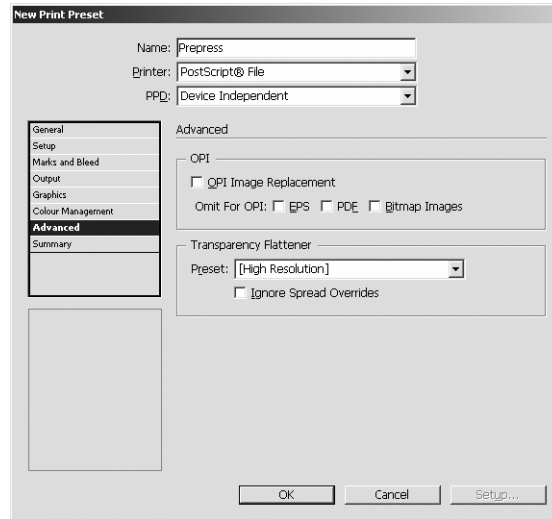 New Print Preset
Name: Prepress
Printer: PostScript® File
PPD: Device Independent
General
Setup
Marks and Bleed
Output
Graphics
Colour Management
Advanced
Summary
Advanced
OPI
OPI Image Replacement
Omit For OPI: EPS PDF Bitmap Images
Transparency Flattener
Preset: [High Resolution]
Ignore Spread Overrides
OK Cancel Setup...